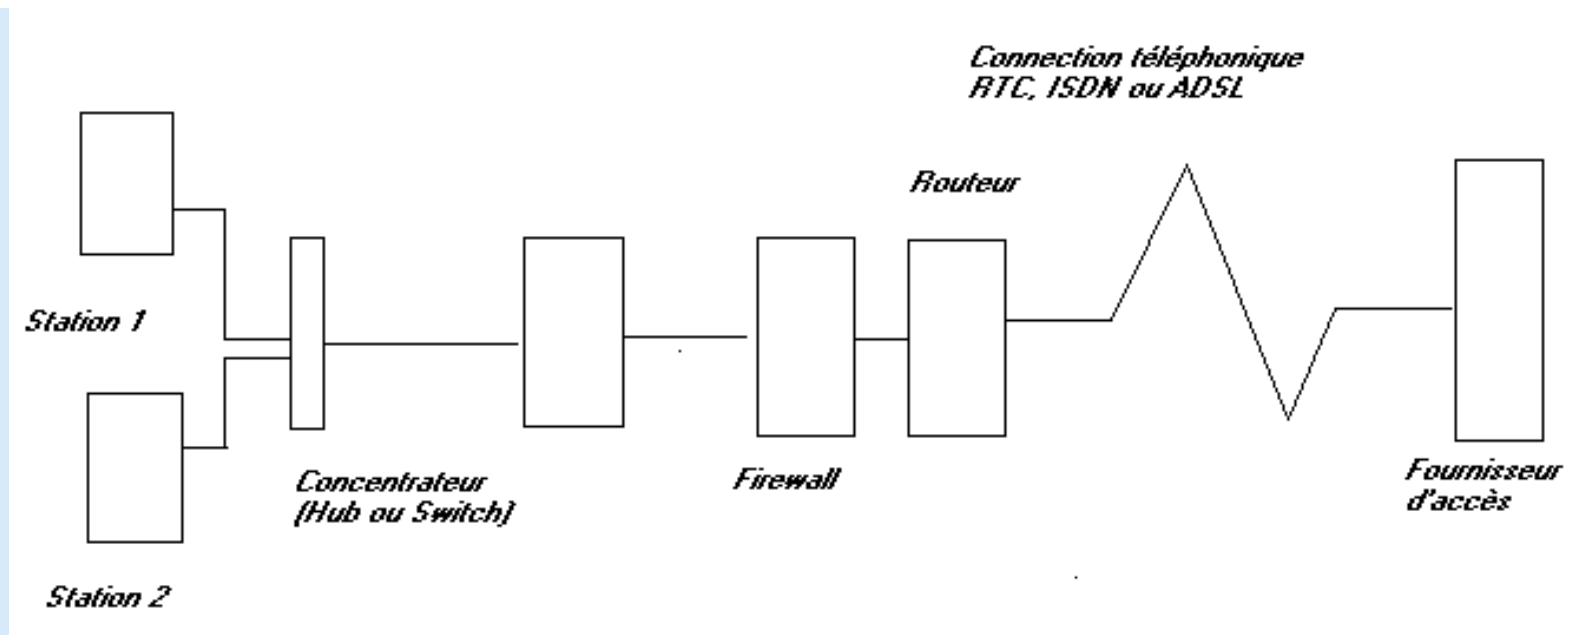 Connection téléphonique
RTC, ISDN ou ADSL
Routeur
Station 1
Concentrateur
(Hub ou Switch)
Firewall
Fournisseur
d'accès
Station 2